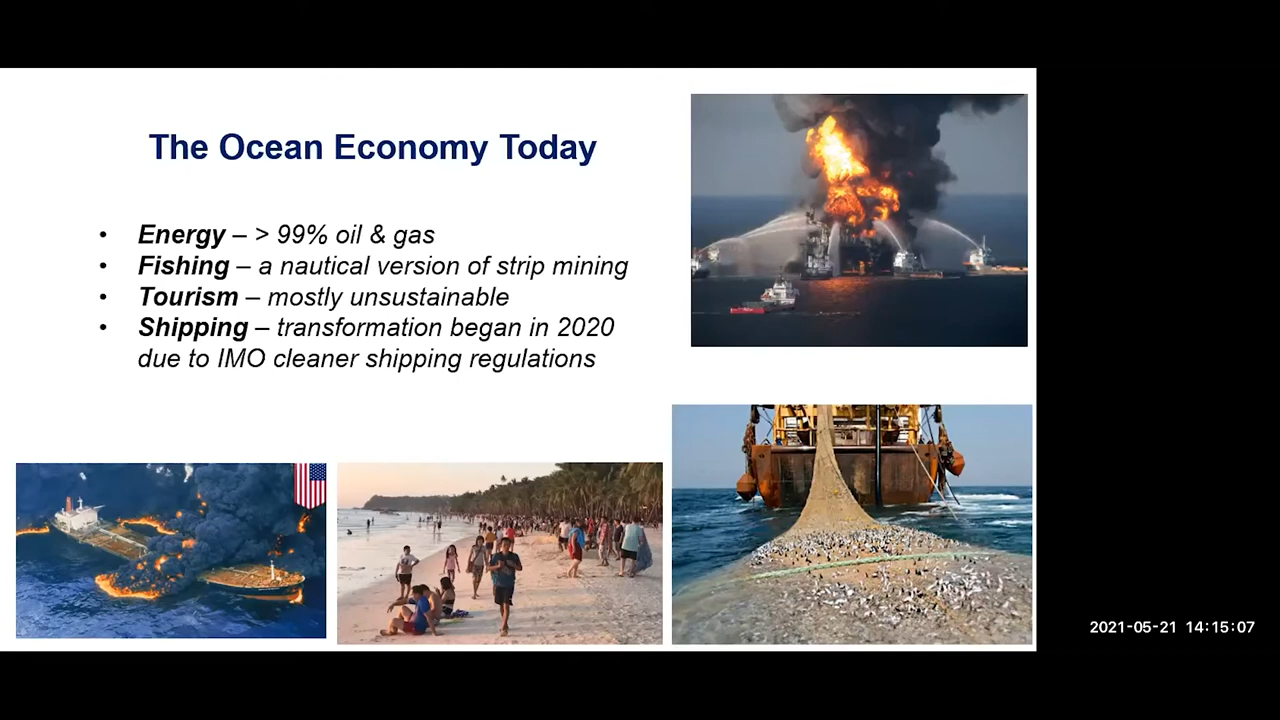 The Ocean Economy Today
• Energy – > 99% oil & gas
• Fishing – a nautical version of strip mining
• Tourism – mostly unsustainable
• Shipping – transformation began in 2020
due to IMO cleaner shipping regulations
2021-05-21 14:15:07